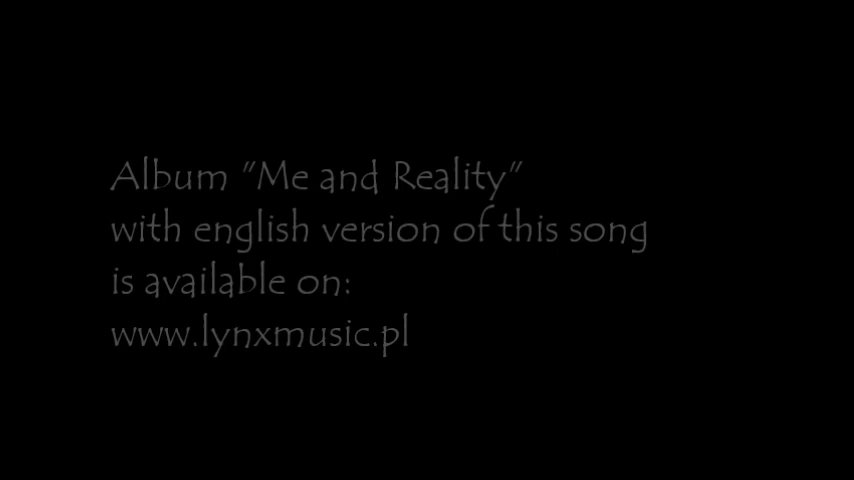 Album "Me and Reality"
with english version of this song
is available on:
www.lynxmusic.pl